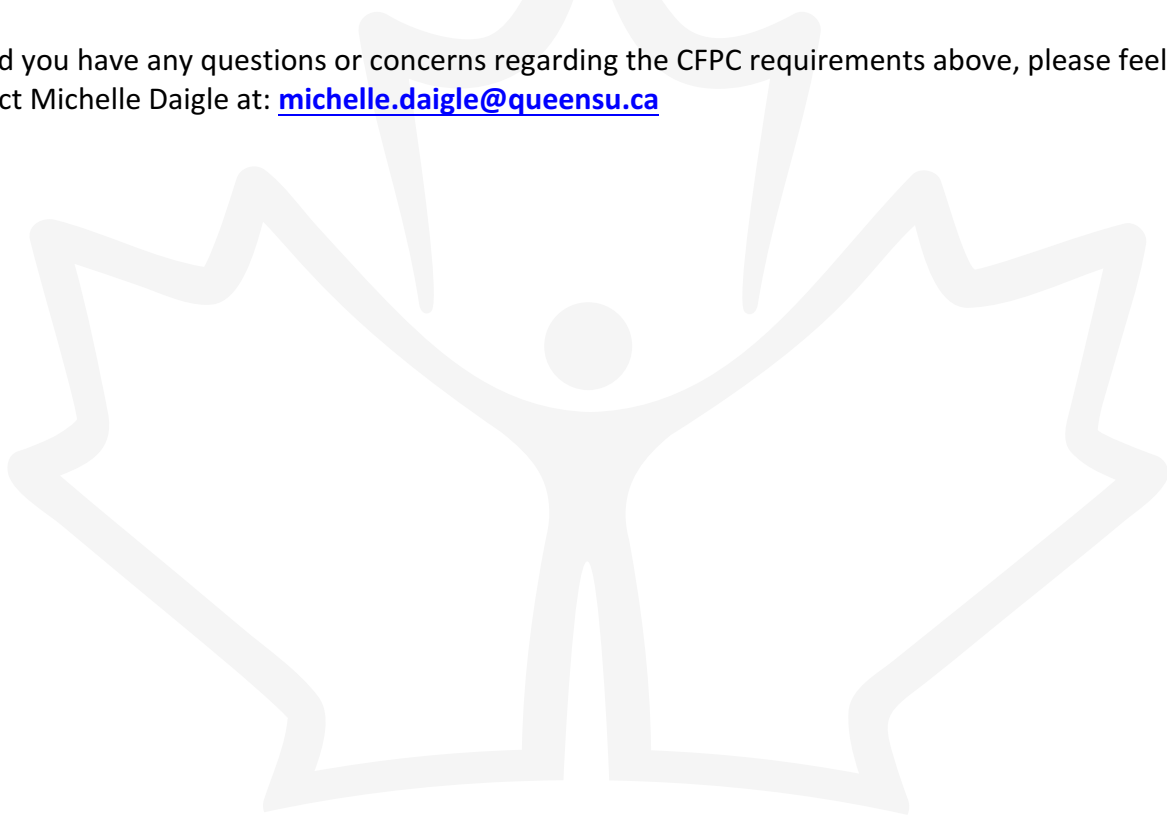 d you have any questions or concerns regarding the CFPC requirements above, please feel
ct Michelle Daigle at: michelle.daigle@queensu.ca